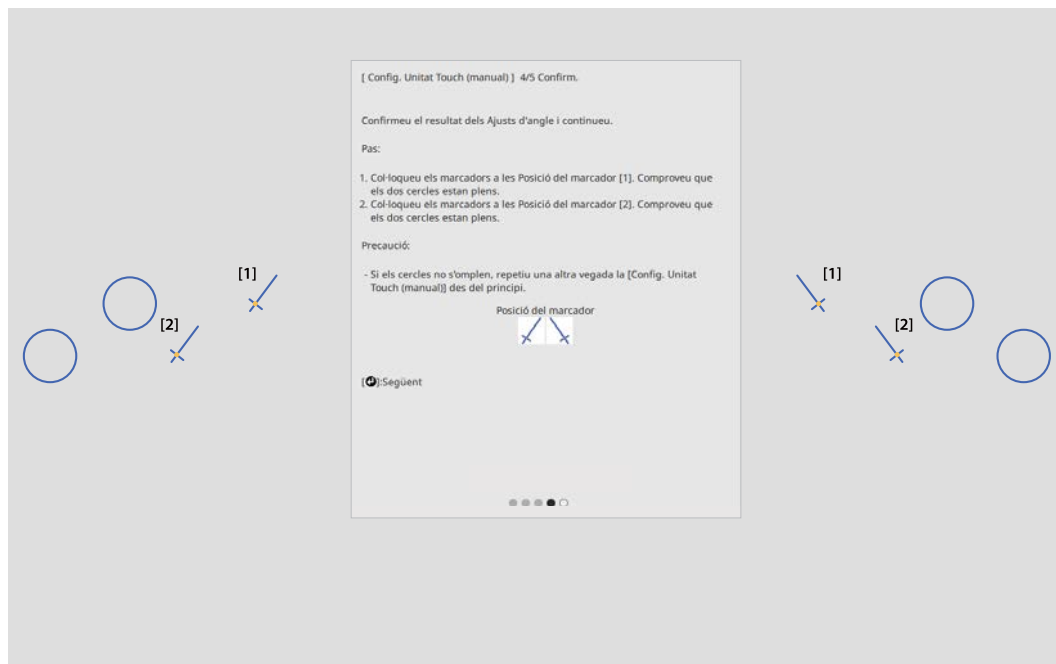 [ Config. Unitat Touch (manual) ] 4/5 Confirm.
Confirmeu el resultat dels Ajusts d'angle i continueu.
Pas:
1. Col·loqueu els marcadors a les Posició del marcador [1]. Comproveu que
els dos cercles estan plens.
2. Col·loqueu els marcadors a les Posició del marcador [2]. Comproveu que
els dos cercles estan plens.
Precaució:
- Si els cercles no s'omplen, repetiu una altra vegada la [Config. Unitat
Touch (manual)] des del principi.
Posició del marcador
[1]
[2]
[1]
[2]
[ ]:Següent